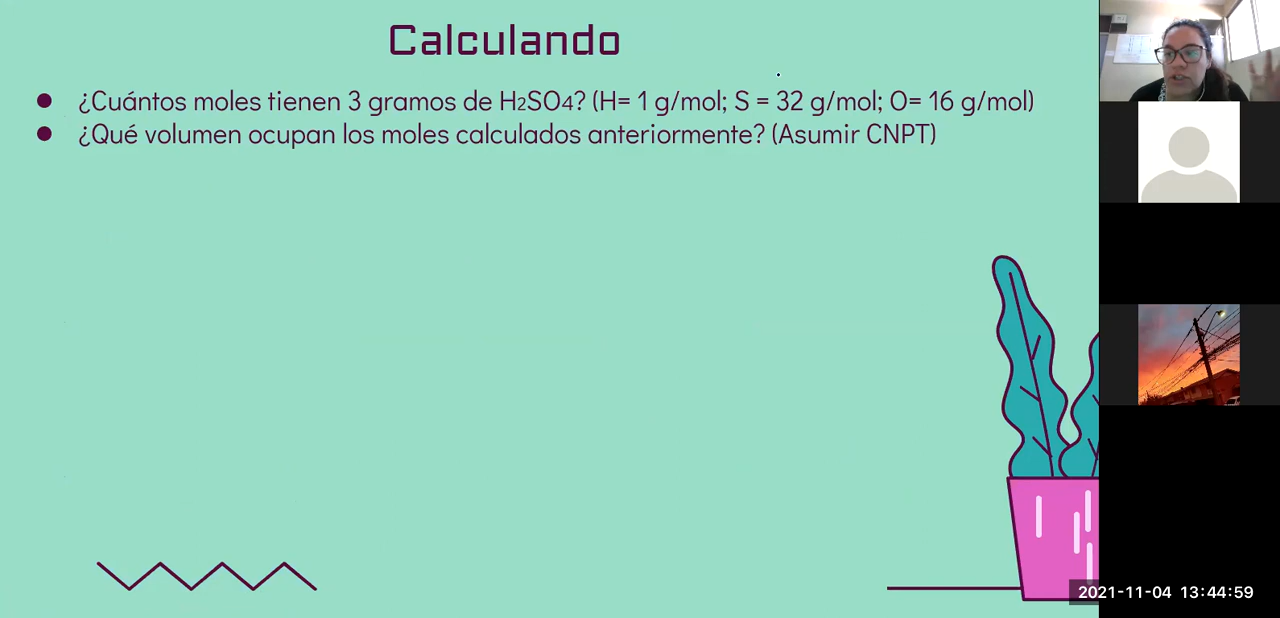 Calculando
● ¿Cuántos moles tienen 3 gramos de H2SO4? (H= 1 g/mol; S = 32 g/mol; O= 16 g/mol)
● ¿Qué volumen ocupan los moles calculados anteriormente? (Asumir CNPT)
2021-11-04 13:44:59